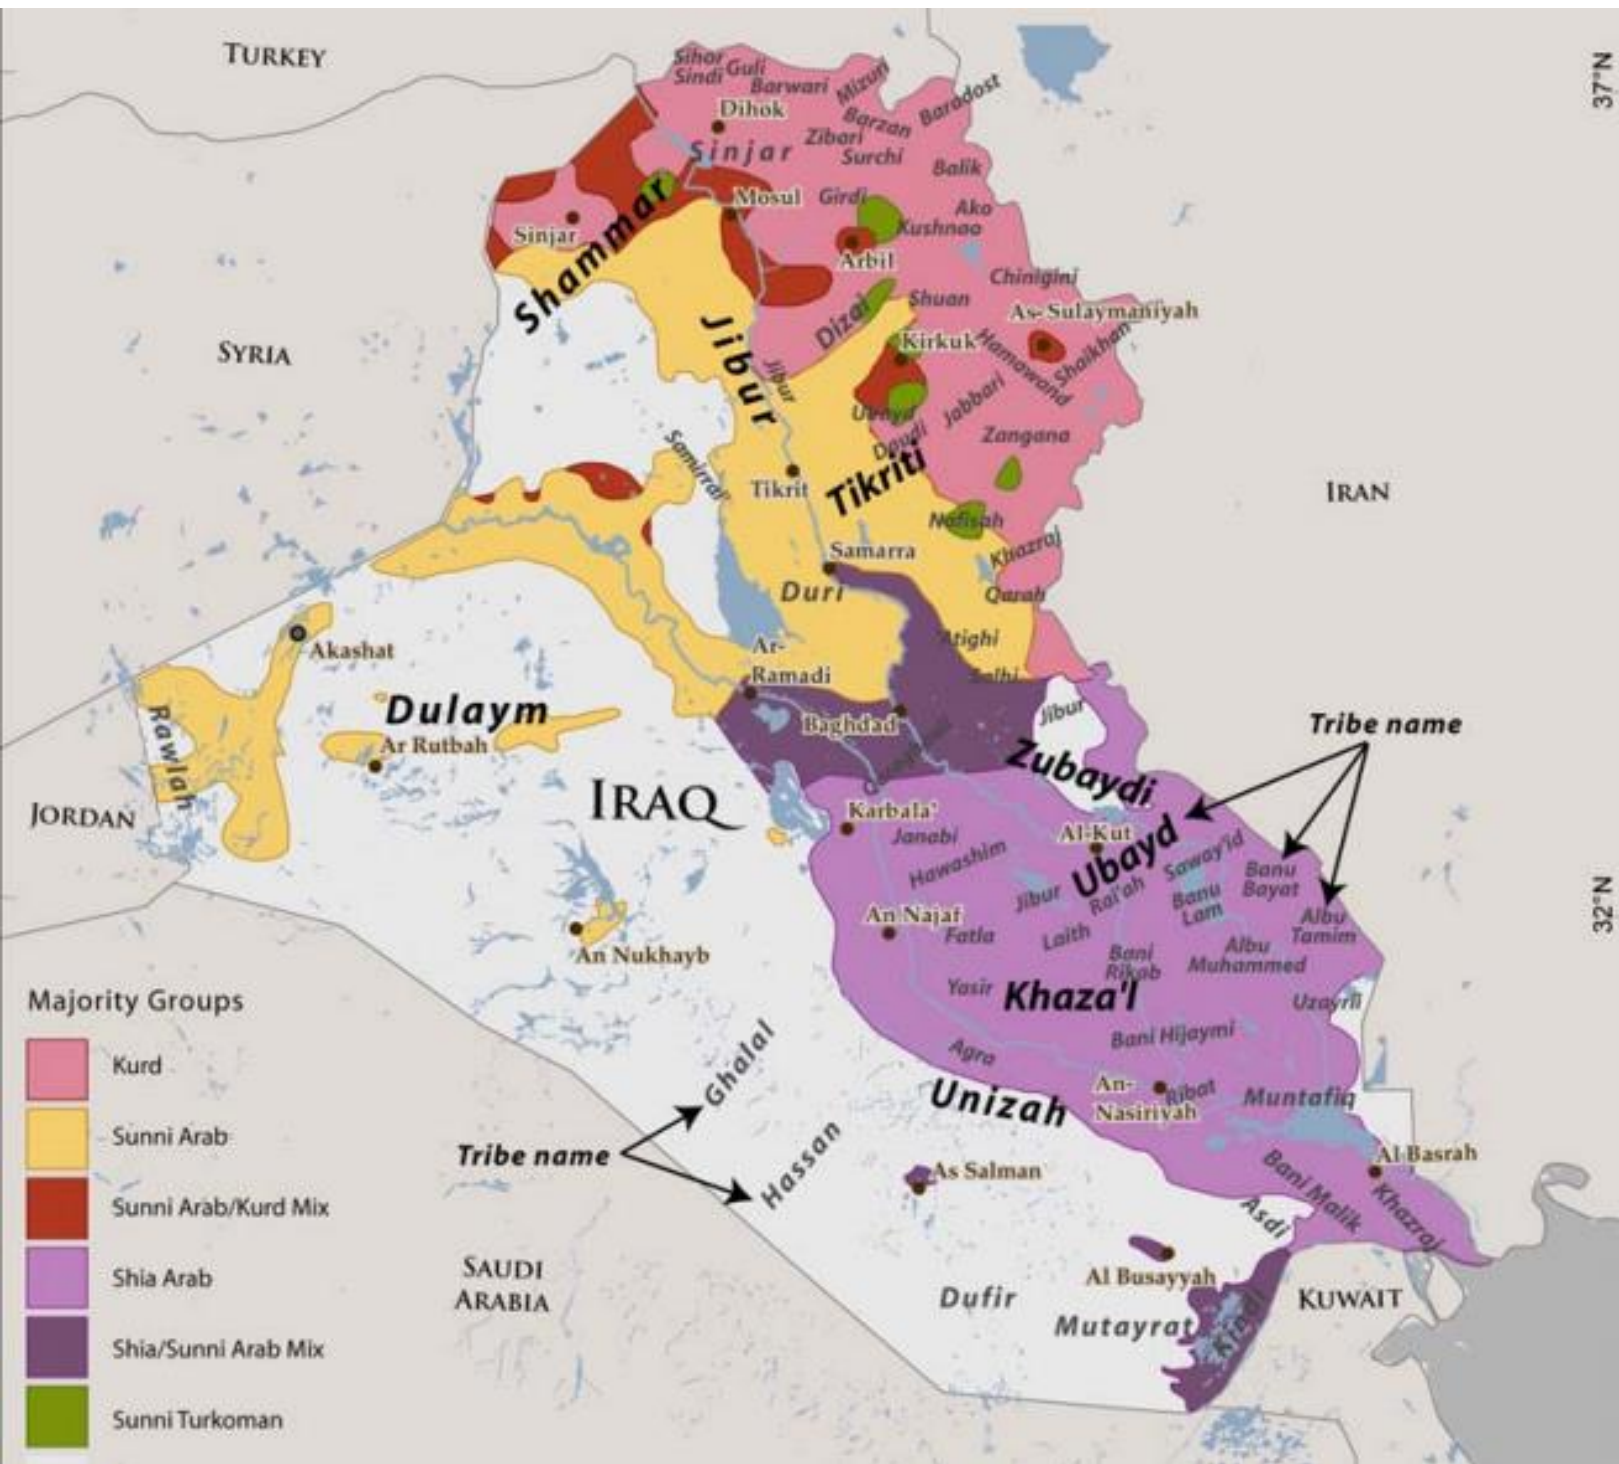 TURKEY
37°N
Sihor
Sindi
Guli
Barwari
Mizuri
Baradost
Dihok
Barzan
Zibari
Surchi
Sinjar
Balik
Mosul
Girdi
Ako
Kushnao
Shammar
Sinjar
Arbil
Chinigini
Shuan
As-Sulaymaniyah
Dizai
Jibur
SYRIA
Kirkuk
Hamawand
Shaikhan
Jibur
Jabbari
Ubayd
Daudi
Zangana
Samirrai
Tikriti
Tikrit
IRAN
Nafisah
Khazraj
Samarra
Duri
Qarah
Akashat
Atighi
Ar-
Ramadi
Rawlah
Dulaym
Jibur
Baghdad
Tribe name
Ar Rutbah
Zubaydi
IRAQ
JORDAN
Karbala'
Janabi
Al-Kut
Ubayd
Saway'id
Hawashim
Banu
Bayat
32°N
Jibur
Rai'ah
Banu
Lam
An Najaf
Fatla
Laith
Albu
Tamim
An Nukhayb
Bani
Rikab
Albu
Muhammed
Yasir
Khaza'l
Uzayrii
Majority Groups
Kurd
Sunni Arab
Sunni Arab/Kurd Mix
Shia Arab
Shia/Sunni Arab Mix
Sunni Turkoman
Ghalal
Agra
Bani Hijaymi
Unizah
An-
Nasiriyah
Ribat
Muntafiq
Tribe name
Hassan
As Salman
Al Basrah
Bani Malik
Khazraj
Asdi
SAUDI
ARABIA
Al Busayyah
KUWAIT
Dufir
Mutayrat
Kindi